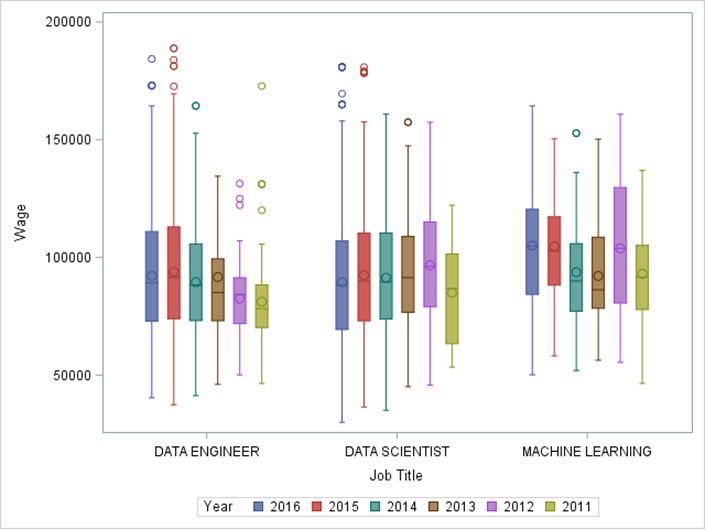 200000
150000
100000
50000
Wage
DATA ENGINEER DATA SCIENTIST MACHINE LEARNING
Job Title
Year 2016 2015 2014 2013 2012 2011